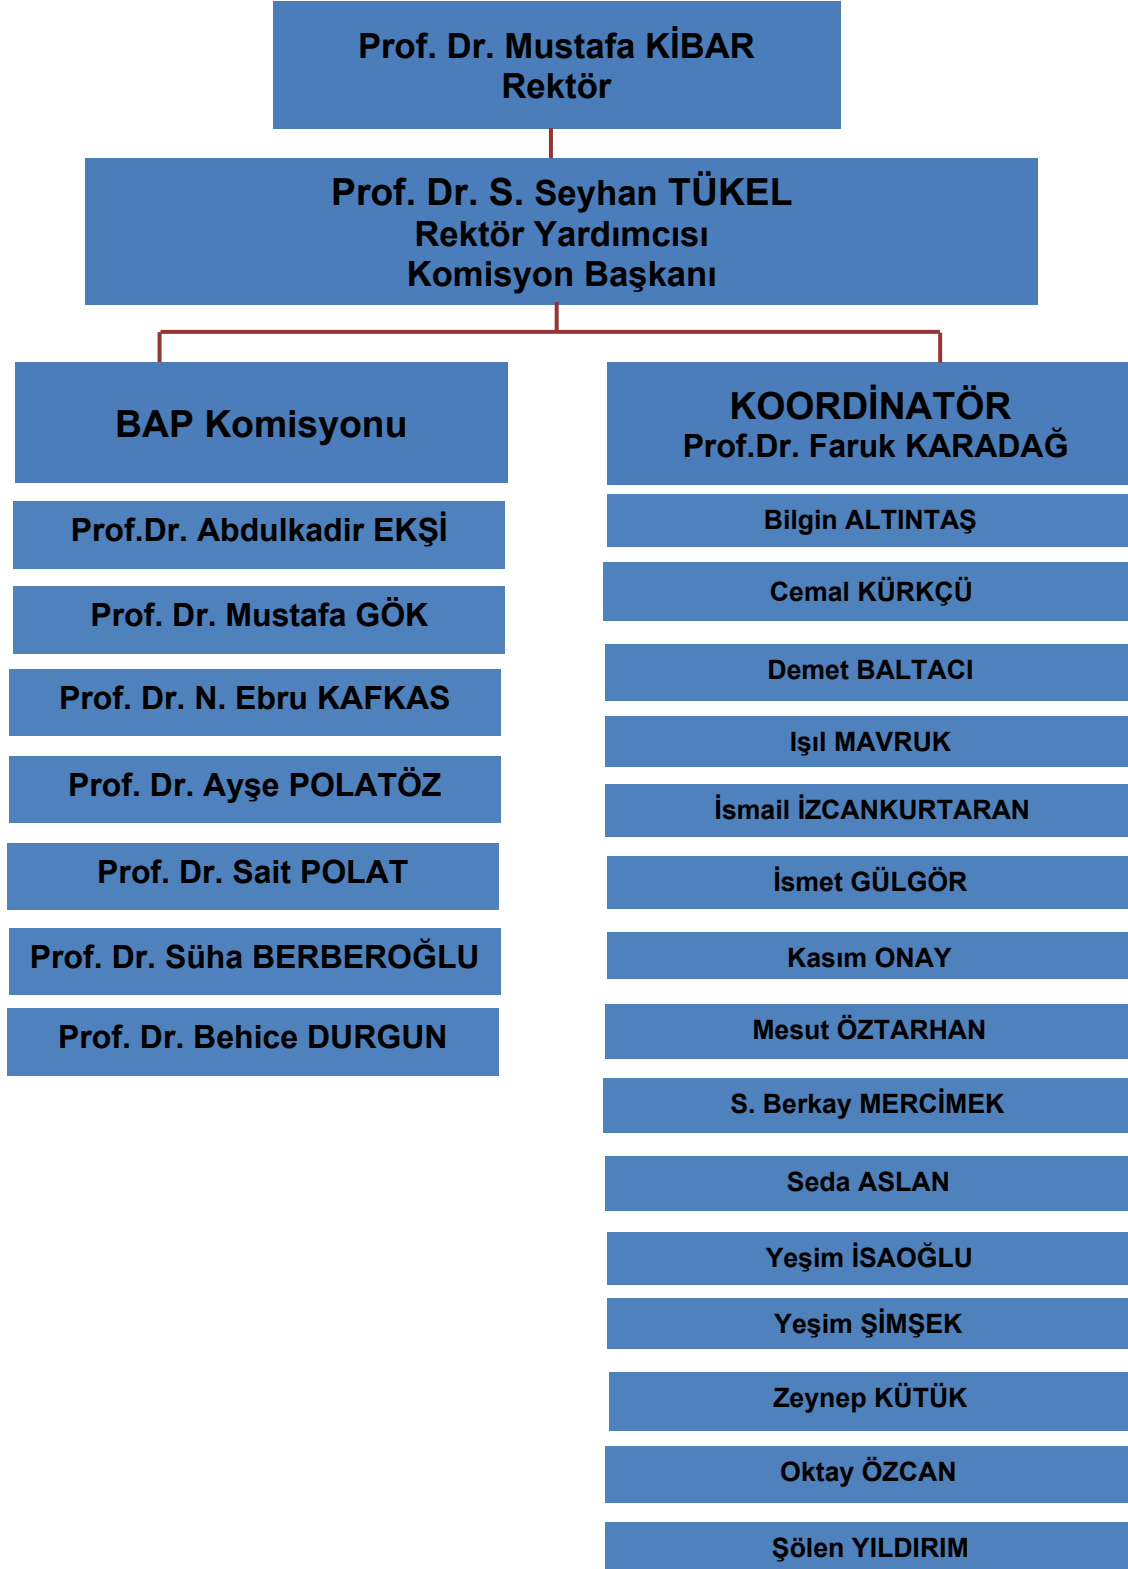 Prof. Dr. Mustafa KİBAR
Rektör
Prof. Dr. S. Seyhan TÜKEL
Rektör Yardımcısı
Komisyon Başkanı
BAP Komisyonu
Prof.Dr. Abdulkadir EKŞİ
Prof. Dr. Mustafa GÖK
Prof. Dr. N. Ebru KAFKAS
Prof. Dr. Ayşe POLATÖZ
Prof. Dr. Sait POLAT
Prof. Dr. Süha BERBEROĞLU
Prof. Dr. Behice DURGUN
KOORDİNATÖR
Prof.Dr. Faruk KARADAĞ
Bilgin ALTINTAŞ
Cemal KÜRKÇÜ
Demet BALTACI
Işıl MAVRUK
İsmail İZCANKURTARAN
İsmet GÜLGÖR
Kasım ONAY
Mesut ÖZTARHAN
S. Berkay MERCİMEK
Seda ASLAN
Yeşim İSAOĞLU
Yeşim ŞİMŞEK
Zeynep KÜTÜK
Oktay ÖZCAN
Şölen YILDIRIM